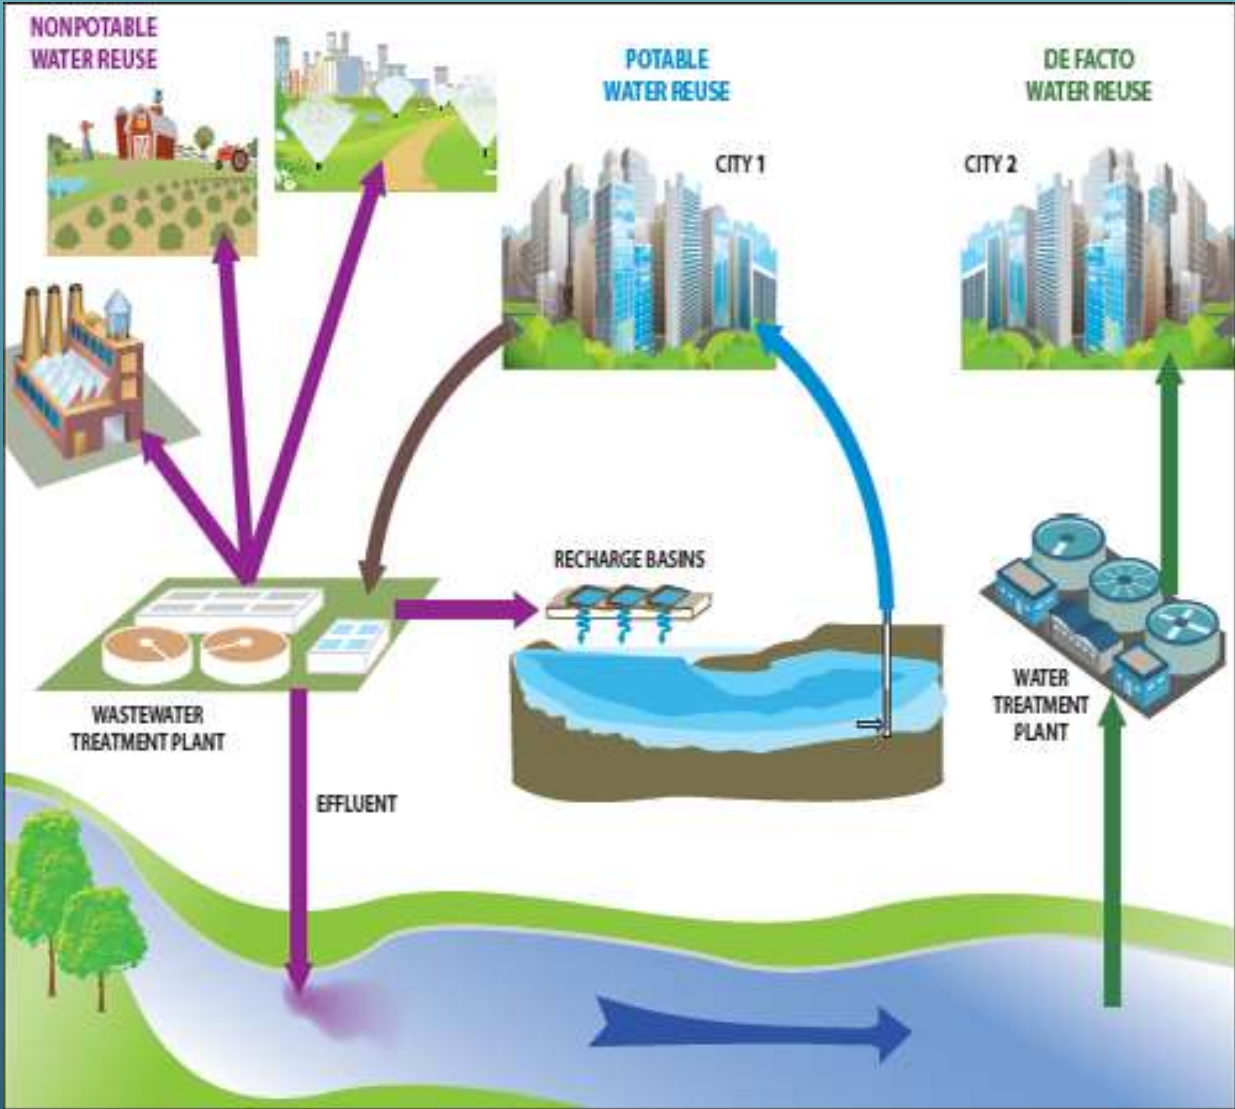 NONPOTABLE
WATER REUSE
POTABLE
WATER REUSE
DE FACTO
WATER REUSE
CITY 1
CITY 2
RECHARGE BASINS
WASTEWATER
TREATMENT PLANT
WATER
TREATMENT
PLANT
EFFLUENT